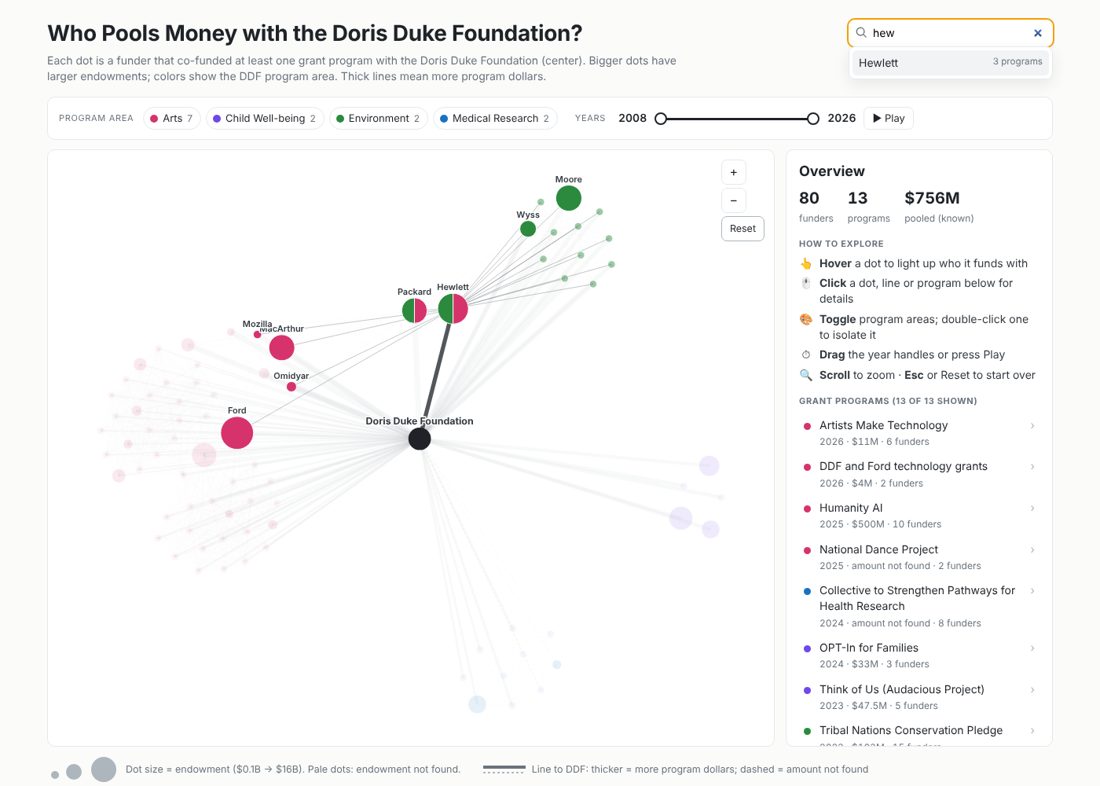 Who Pools Money with the Doris Duke Foundation?
hew
Each dot is a funder that co-funded at least one grant program with the Doris Duke Foundation (center). Bigger dots have
larger endowments; colors show the DDF program area. Thick lines mean more program dollars.
Hewlett 3 programs
PROGRAM AREA Arts 7 Child Well-being 2 Environment 2 Medical Research 2 YEARS 2008 2026 ▶ Play
+
−
Reset
Moore
Wyss
Packard
Hewlett
Mozilla
MacArthur
Omidyar
Ford
Doris Duke Foundation
Overview
80 13 $756M
funders programs pooled (known)
HOW TO EXPLORE
👆 Hover a dot to light up who it funds with
🖱️ Click a dot, line or program below for
details
🎨 Toggle program areas; double-click one
to isolate it
⏱ Drag the year handles or press Play
🔍 Scroll to zoom · Esc or Reset to start over
GRANT PROGRAMS (13 OF 13 SHOWN)
Artists Make Technology
2026 · $11M · 6 funders
DDF and Ford technology grants
2026 · $4M · 2 funders
Humanity AI
2025 · $500M · 10 funders
National Dance Project
2025 · amount not found · 2 funders
Collective to Strengthen Pathways for
Health Research
2024 · amount not found · 8 funders
OPT-In for Families
2024 · $33M · 3 funders
Think of Us (Audacious Project)
2023 · $47.5M · 5 funders
Tribal Nations Conservation Pledge
Dot size = endowment ($0.1B → $16B). Pale dots: endowment not found. Line to DDF: thicker = more program dollars; dashed = amount not found